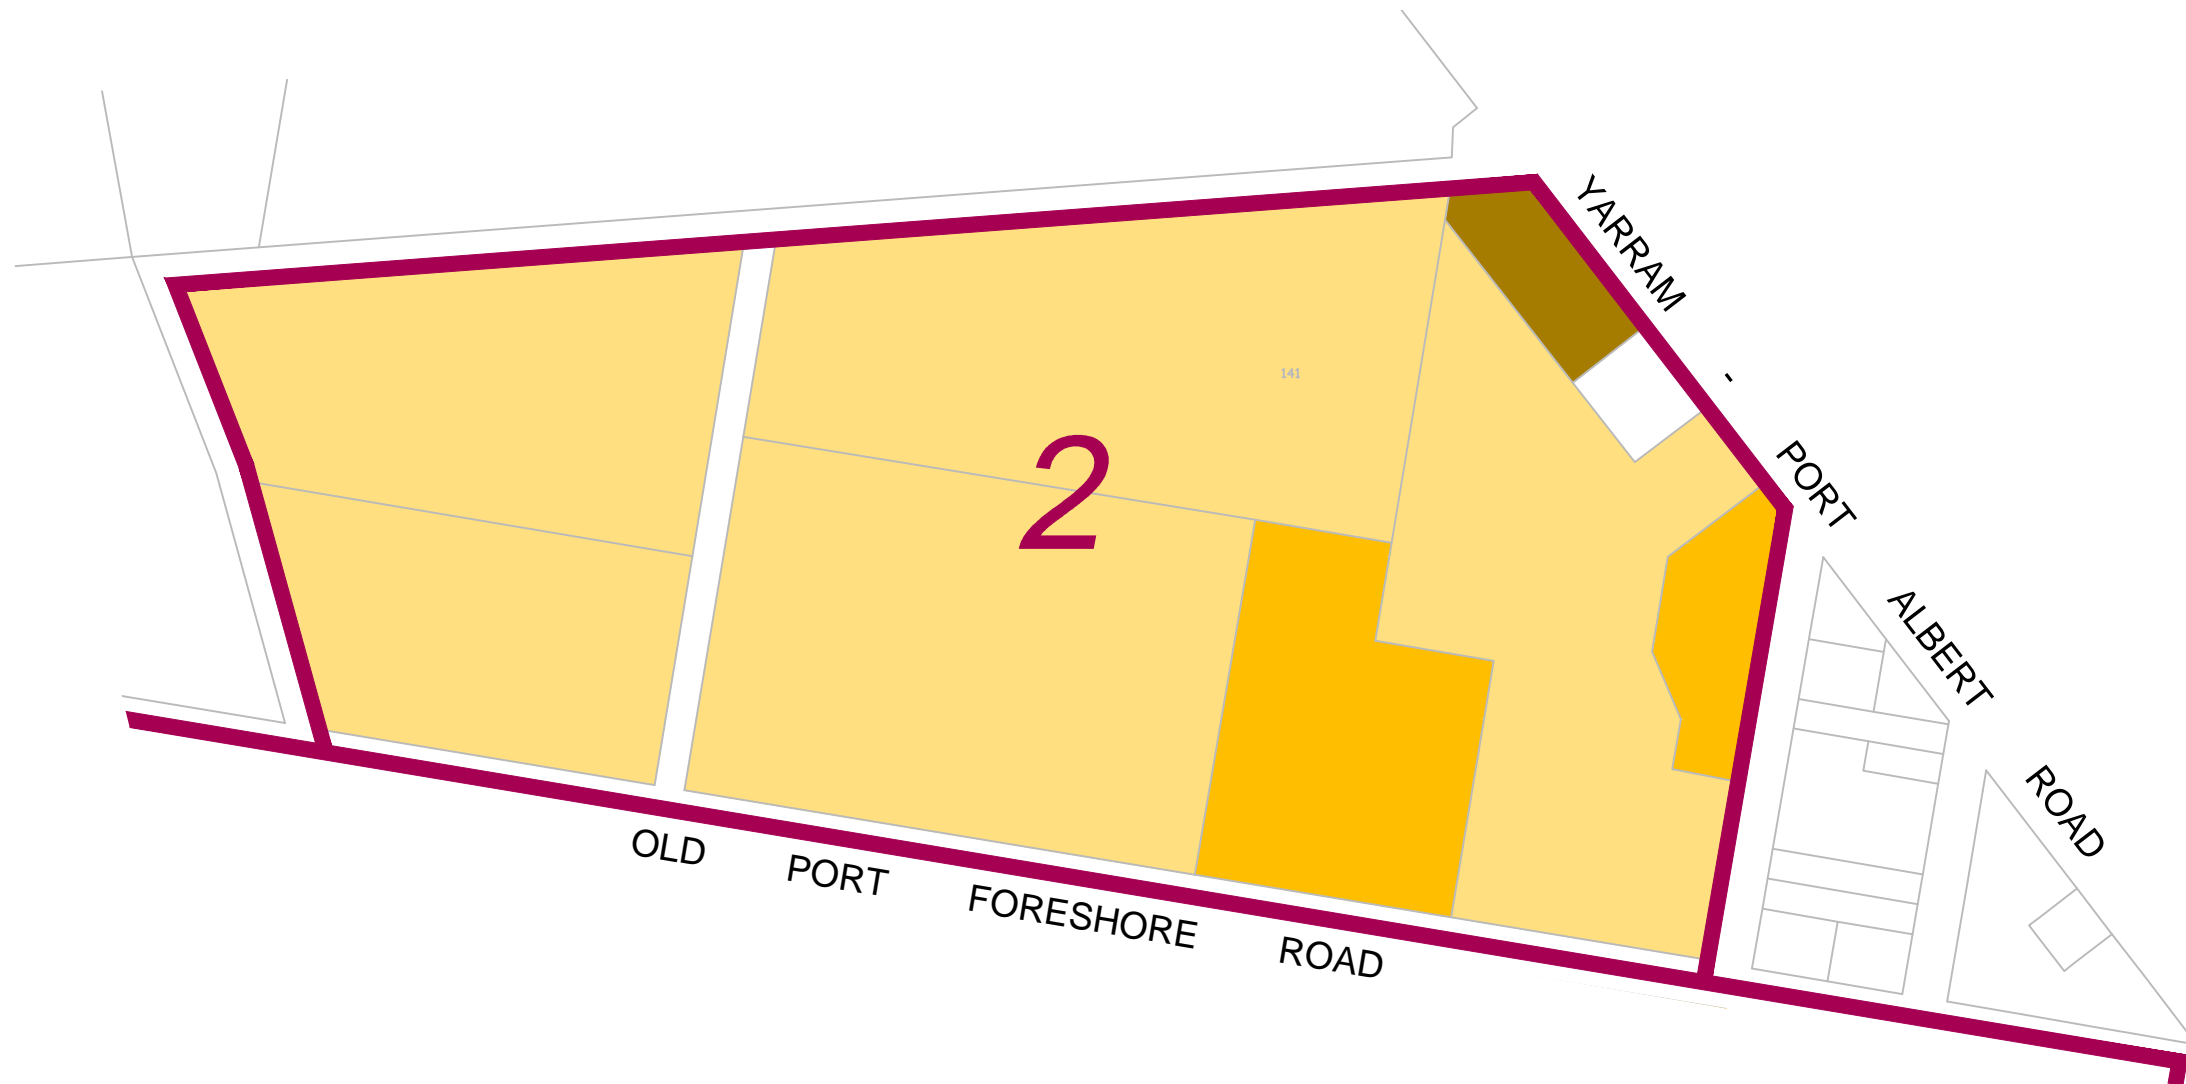 YARRAM - PORT ALBERT ROAD
141
2
OLD PORT FORESHORE ROAD